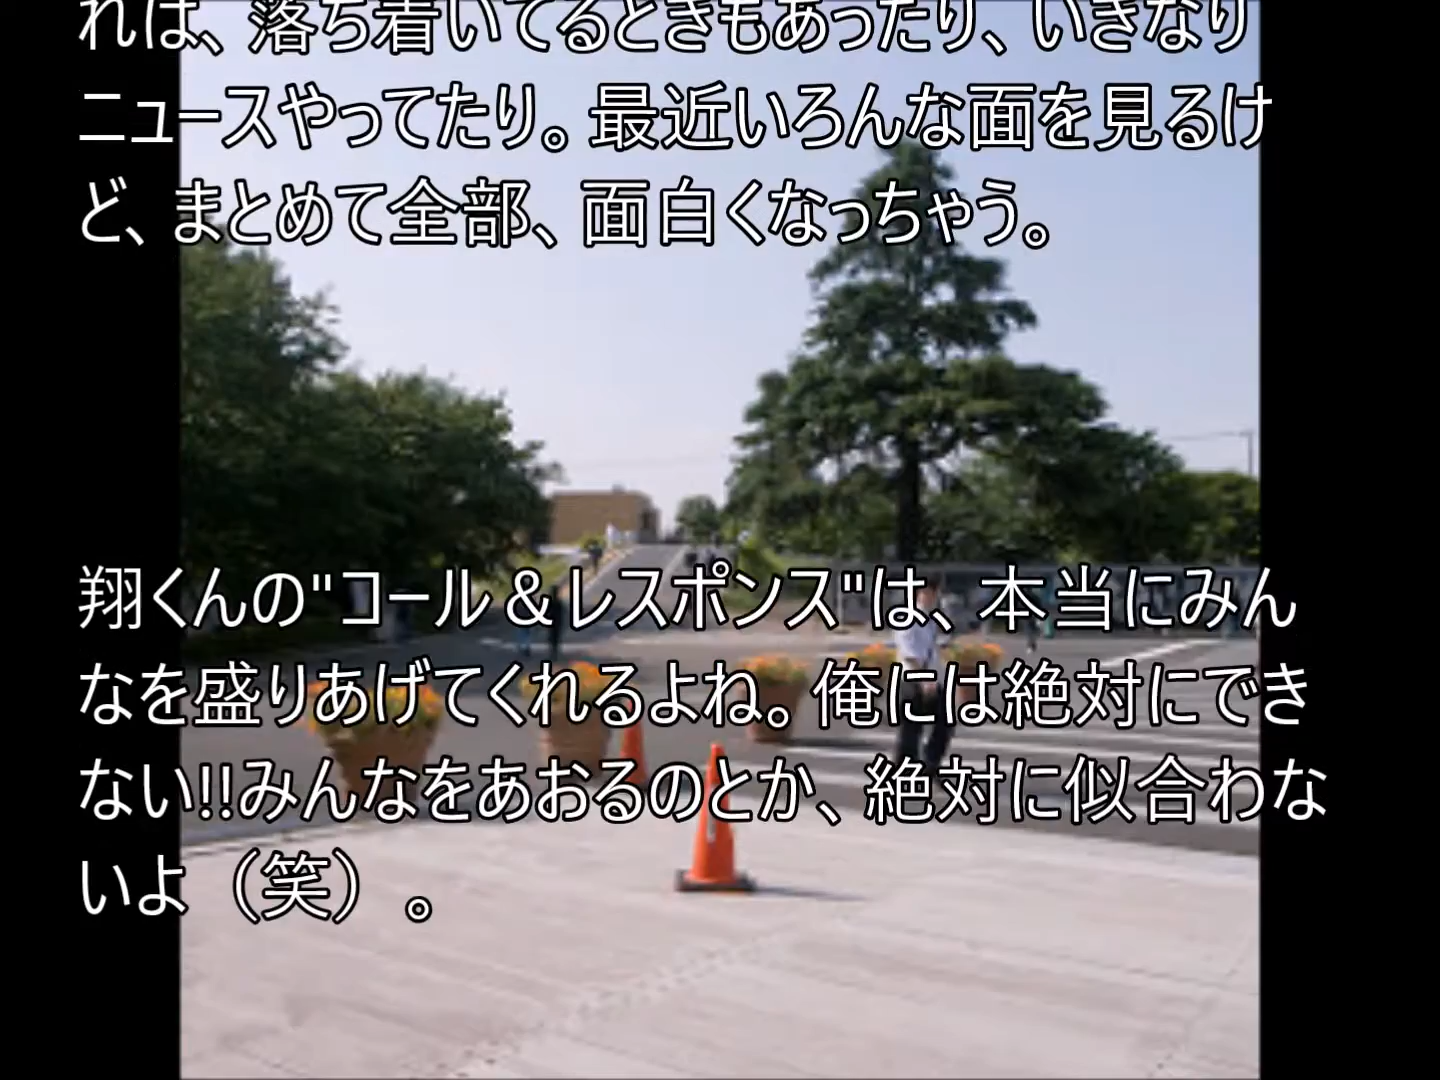 れは、落ち着いてるときもあったり、いきなり
ニュースやってたり。最近いろんな面を見るけ
ど、まとめて全部、面白くなっちゃう。
翔くんの"コール＆レスポンス"は、本当にみん
なを盛りあげてくれるよね。俺には絶対にでき
ない!!みんなをあおるのとか、絶対に似合わな
いよ（笑）。